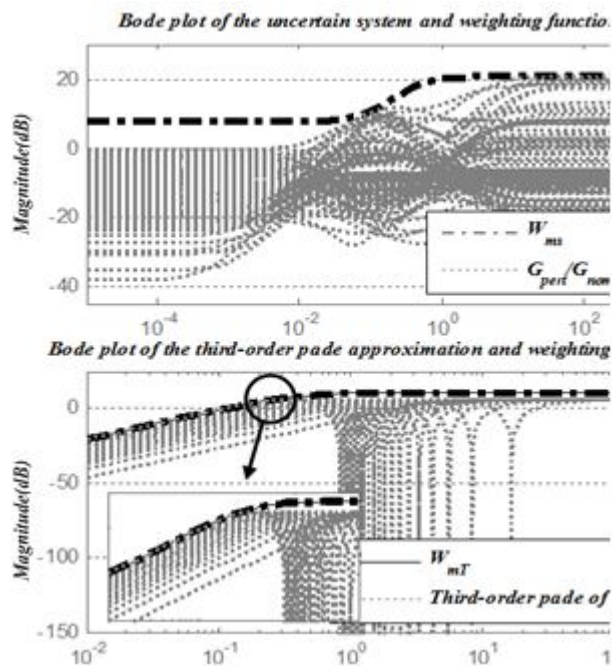 Bode plot of the uncertain system and weighting functio
Magnitude(dB)
20
0
-20
-40
W_ms
G_pert/G_nom
10^-4
10^-2
10^0
10^2
Bode plot of the third-order pade approximation and weighting
Magnitude(dB)
0
-50
-100
-150
W_mT
Third-order pade of
10^-2
10^-1
10^0
10^1